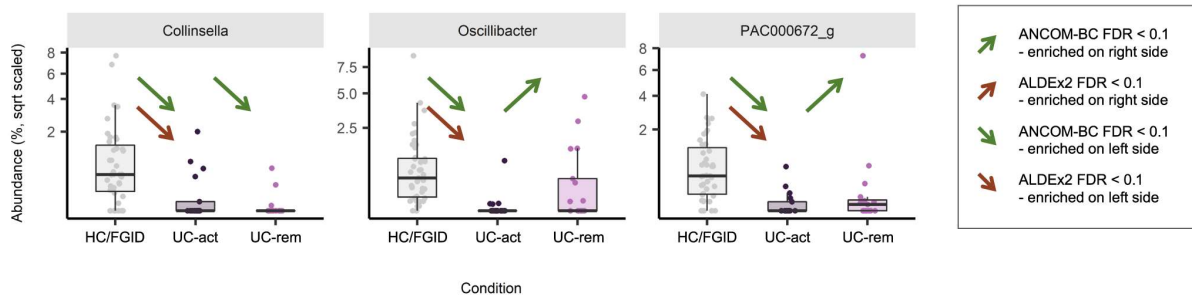 Collinsella
Oscillibacter
PAC000672_g
Abundance (%, sqrt scaled)
8
6
4
2
7.5
5.0
2.5
8
6
4
2
HC/FGID UC-act UC-rem
HC/FGID UC-act UC-rem
HC/FGID UC-act UC-rem
Condition
ANCOM-BC FDR < 0.1
- enriched on right side
ALDEx2 FDR < 0.1
- enriched on right side
ANCOM-BC FDR < 0.1
- enriched on left side
ALDEx2 FDR < 0.1
- enriched on left side